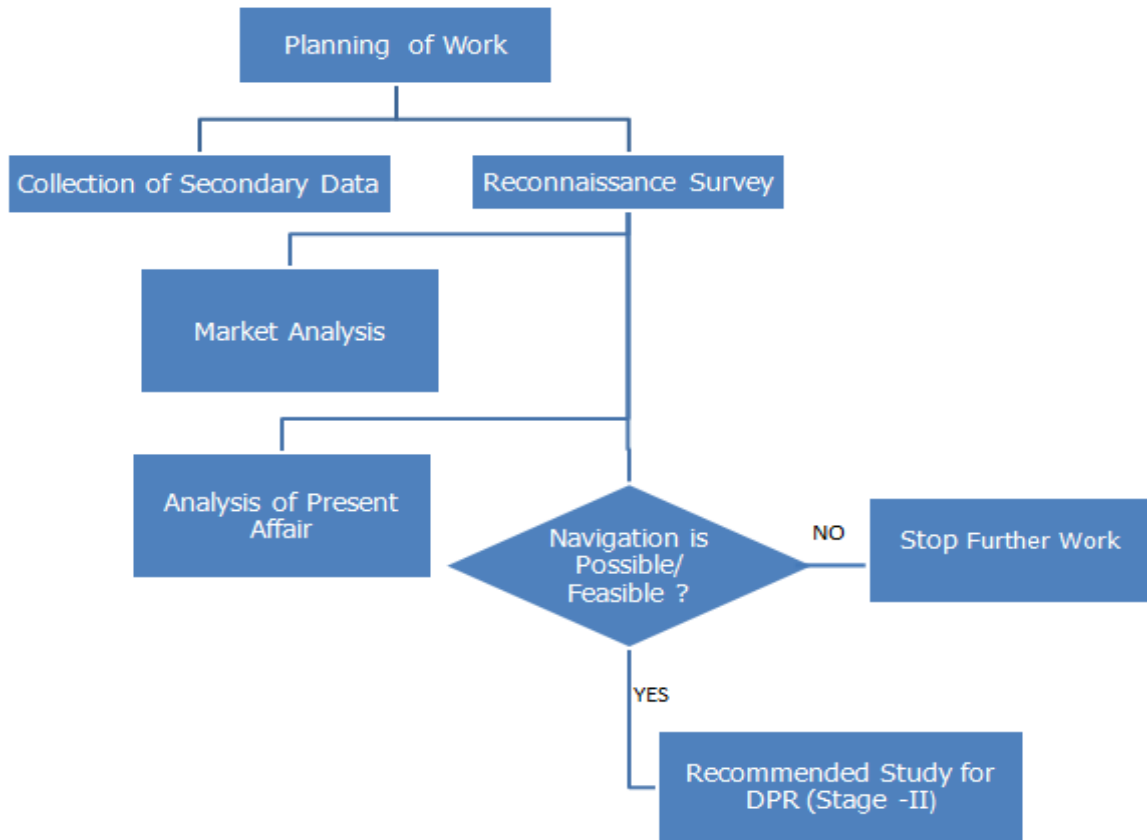 Planning of Work
Collection of Secondary Data
Reconnaissance Survey
Market Analysis
Analysis of Present
Affair
Navigation is
Possible/
Feasible ?
NO
Stop Further Work
YES
Recommended Study for
DPR (Stage -II)